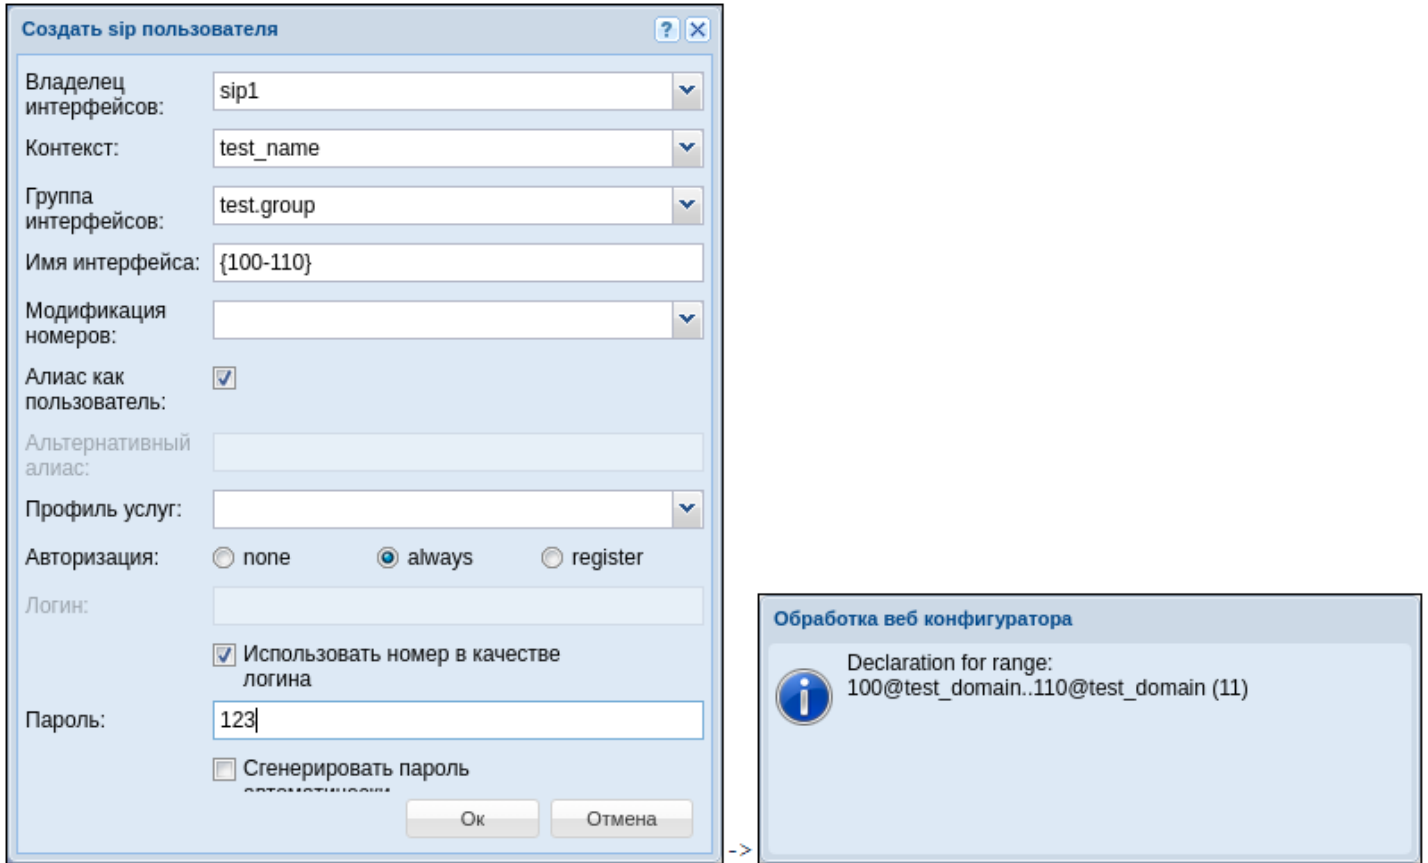 Создать sip пользователя
Владелец
интерфейсов:
sip1
Контекст:
test_name
Группа
интерфейсов:
test.group
Имя интерфейса:
{100-110}
Модификация
номеров:
Алиас как
пользователь:
Альтернативный
алиас:
Профиль услуг:
Авторизация:
none
always
register
Логин:
Использовать номер в качестве
логина
Пароль:
123
Сгенерировать пароль
автоматически
Ок
Отмена
->
Обработка веб конфигуратора
Declaration for range:
100@test_domain..110@test_domain (11)